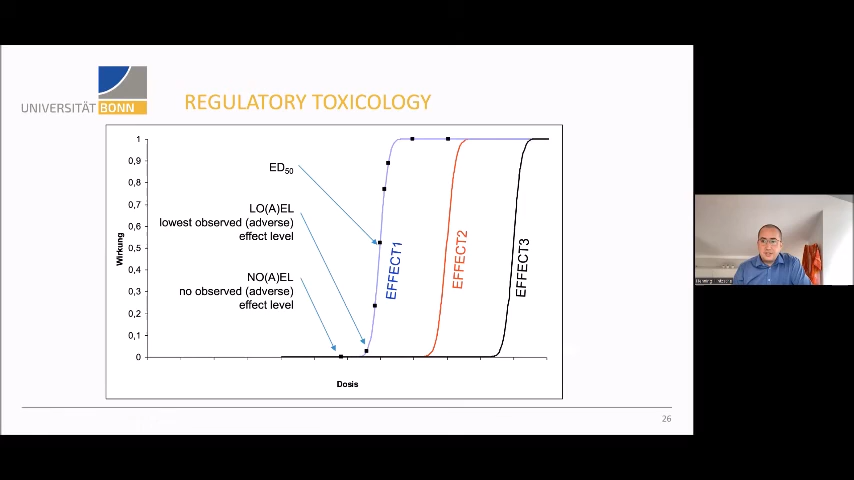 UNIVERSITÄT BONN
REGULATORY TOXICOLOGY
1
0,9
0,8
0,7
0,6
0,5
0,4
0,3
0,2
0,1
0
Wirkung
ED50
LO(A)EL
lowest observed (adverse)
effect level
NO(A)EL
no observed (adverse)
effect level
EFFECT1
EFFECT2
EFFECT3
Dosis
26